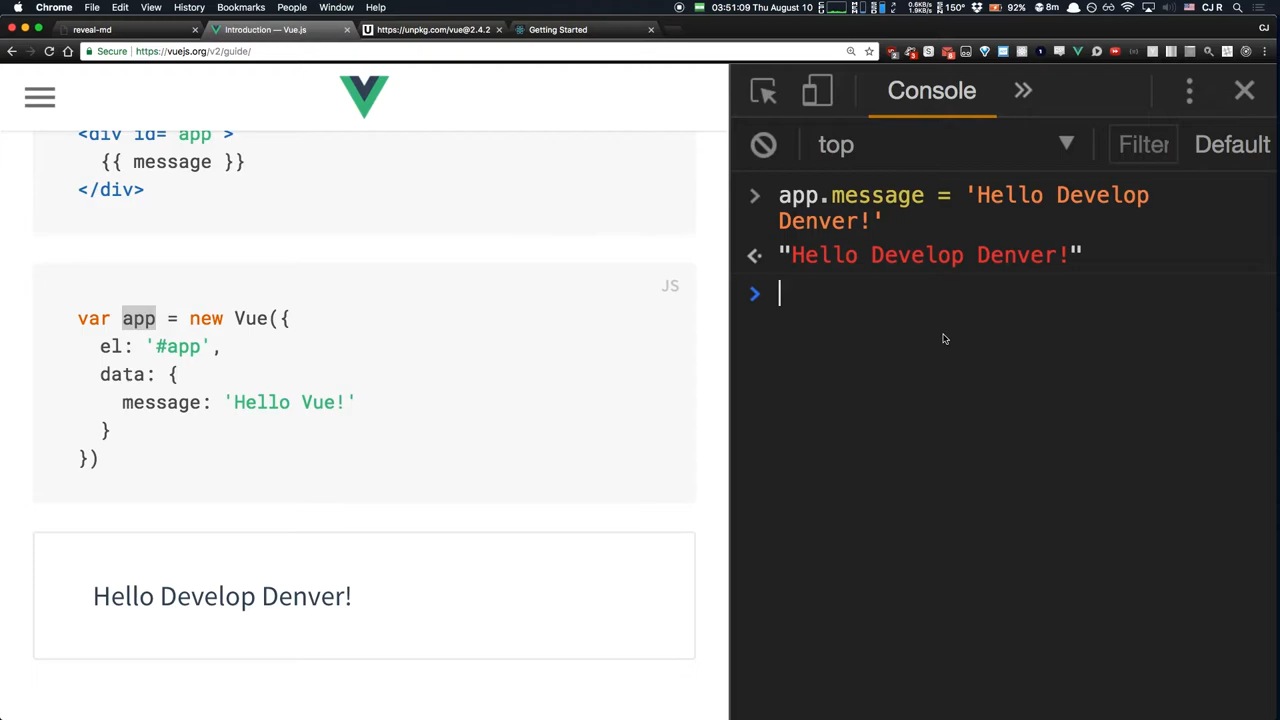 Chrome File Edit View History Bookmarks People Window Help
03:51:09 Thu August 10 150° 92% 8m CJ R
reveal-md
Introduction — Vue.js
https://unpkg.com/vue@2.4.2
Getting Started
CJ
Secure https://vuejs.org/v2/guide/
<div id= app >
{{ message }}
</div>
JS
var app = new Vue({
el: '#app',
data: {
message: 'Hello Vue!'
}
})
Hello Develop Denver!
Console »
top ▼ Filter Default
> app.message = 'Hello Develop
Denver!'
"Hello Develop Denver!"
>